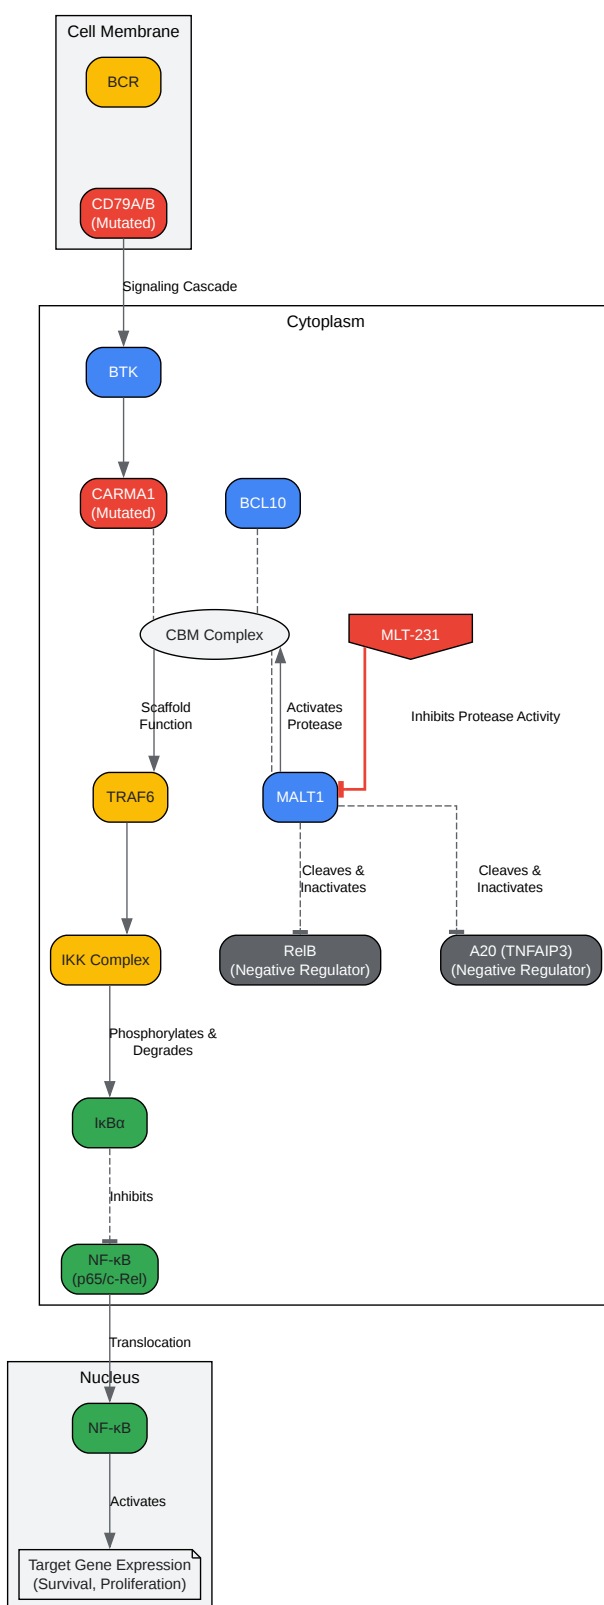 Cell Membrane
BCR
CD79A/B
(Mutated)
Signaling Cascade
Cytoplasm
BTK
CARMA1
(Mutated)
BCL10
CBM Complex
MLT-231
Scaffold
Function
Activates
Protease
Inhibits Protease Activity
TRAF6
MALT1
Cleaves &
Inactivates
Cleaves &
Inactivates
IKK Complex
RelB
(Negative Regulator)
A20 (TNFAIP3)
(Negative Regulator)
Phosphorylates &
Degrades
IκBα
Inhibits
NF-κB
(p65/c-Rel)
Translocation
Nucleus
NF-κB
Activates
Target Gene Expression
(Survival, Proliferation)